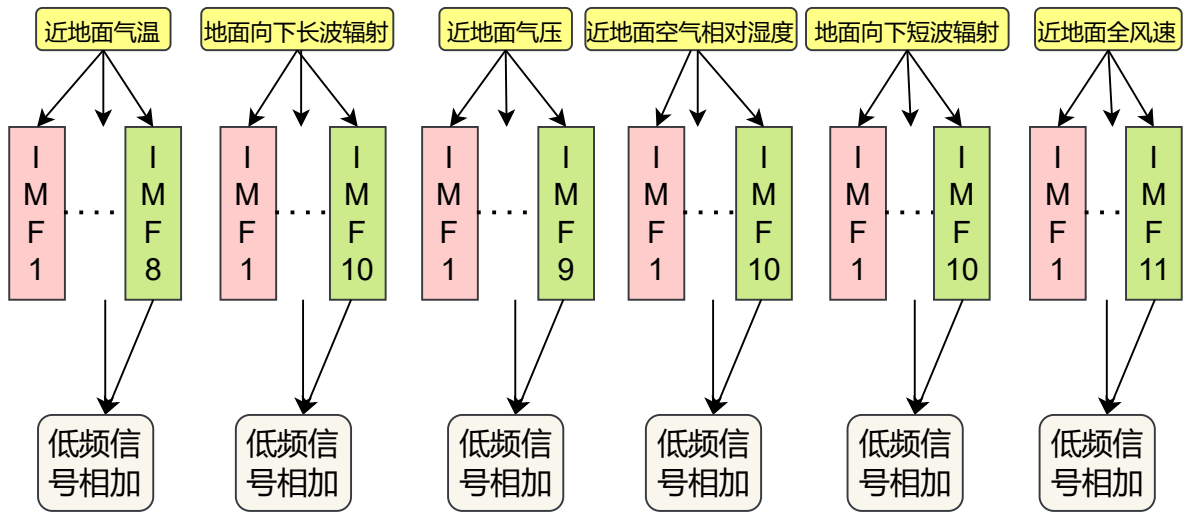 近地面气温
地面向下长波辐射
近地面气压
近地面空气相对湿度
地面向下短波辐射
近地面全风速
I
M
F
1
I
M
F
8
I
M
F
1
I
M
F
10
I
M
F
1
I
M
F
9
I
M
F
1
I
M
F
10
I
M
F
1
I
M
F
10
I
M
F
1
I
M
F
11
低频信
号相加
低频信
号相加
低频信
号相加
低频信
号相加
低频信
号相加
低频信
号相加